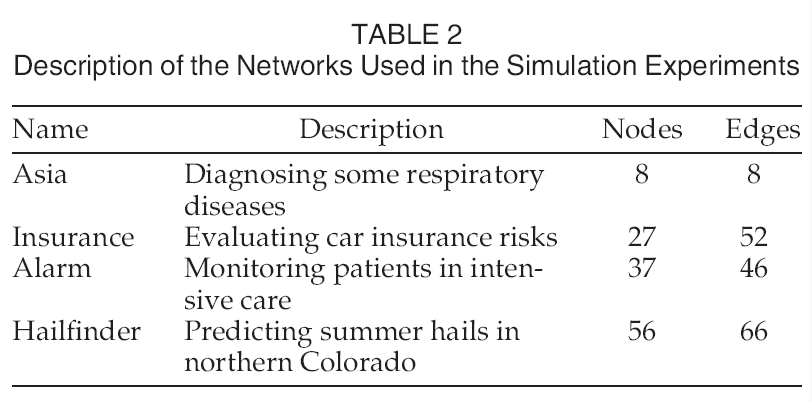 TABLE 2
Description of the Networks Used in the Simulation Experiments
Name Description Nodes Edges
Asia Diagnosing some respiratory 8 8
diseases
Insurance Evaluating car insurance risks 27 52
Alarm Monitoring patients in inten- 37 46
sive care
Hailfinder Predicting summer hails in 56 66
northern Colorado